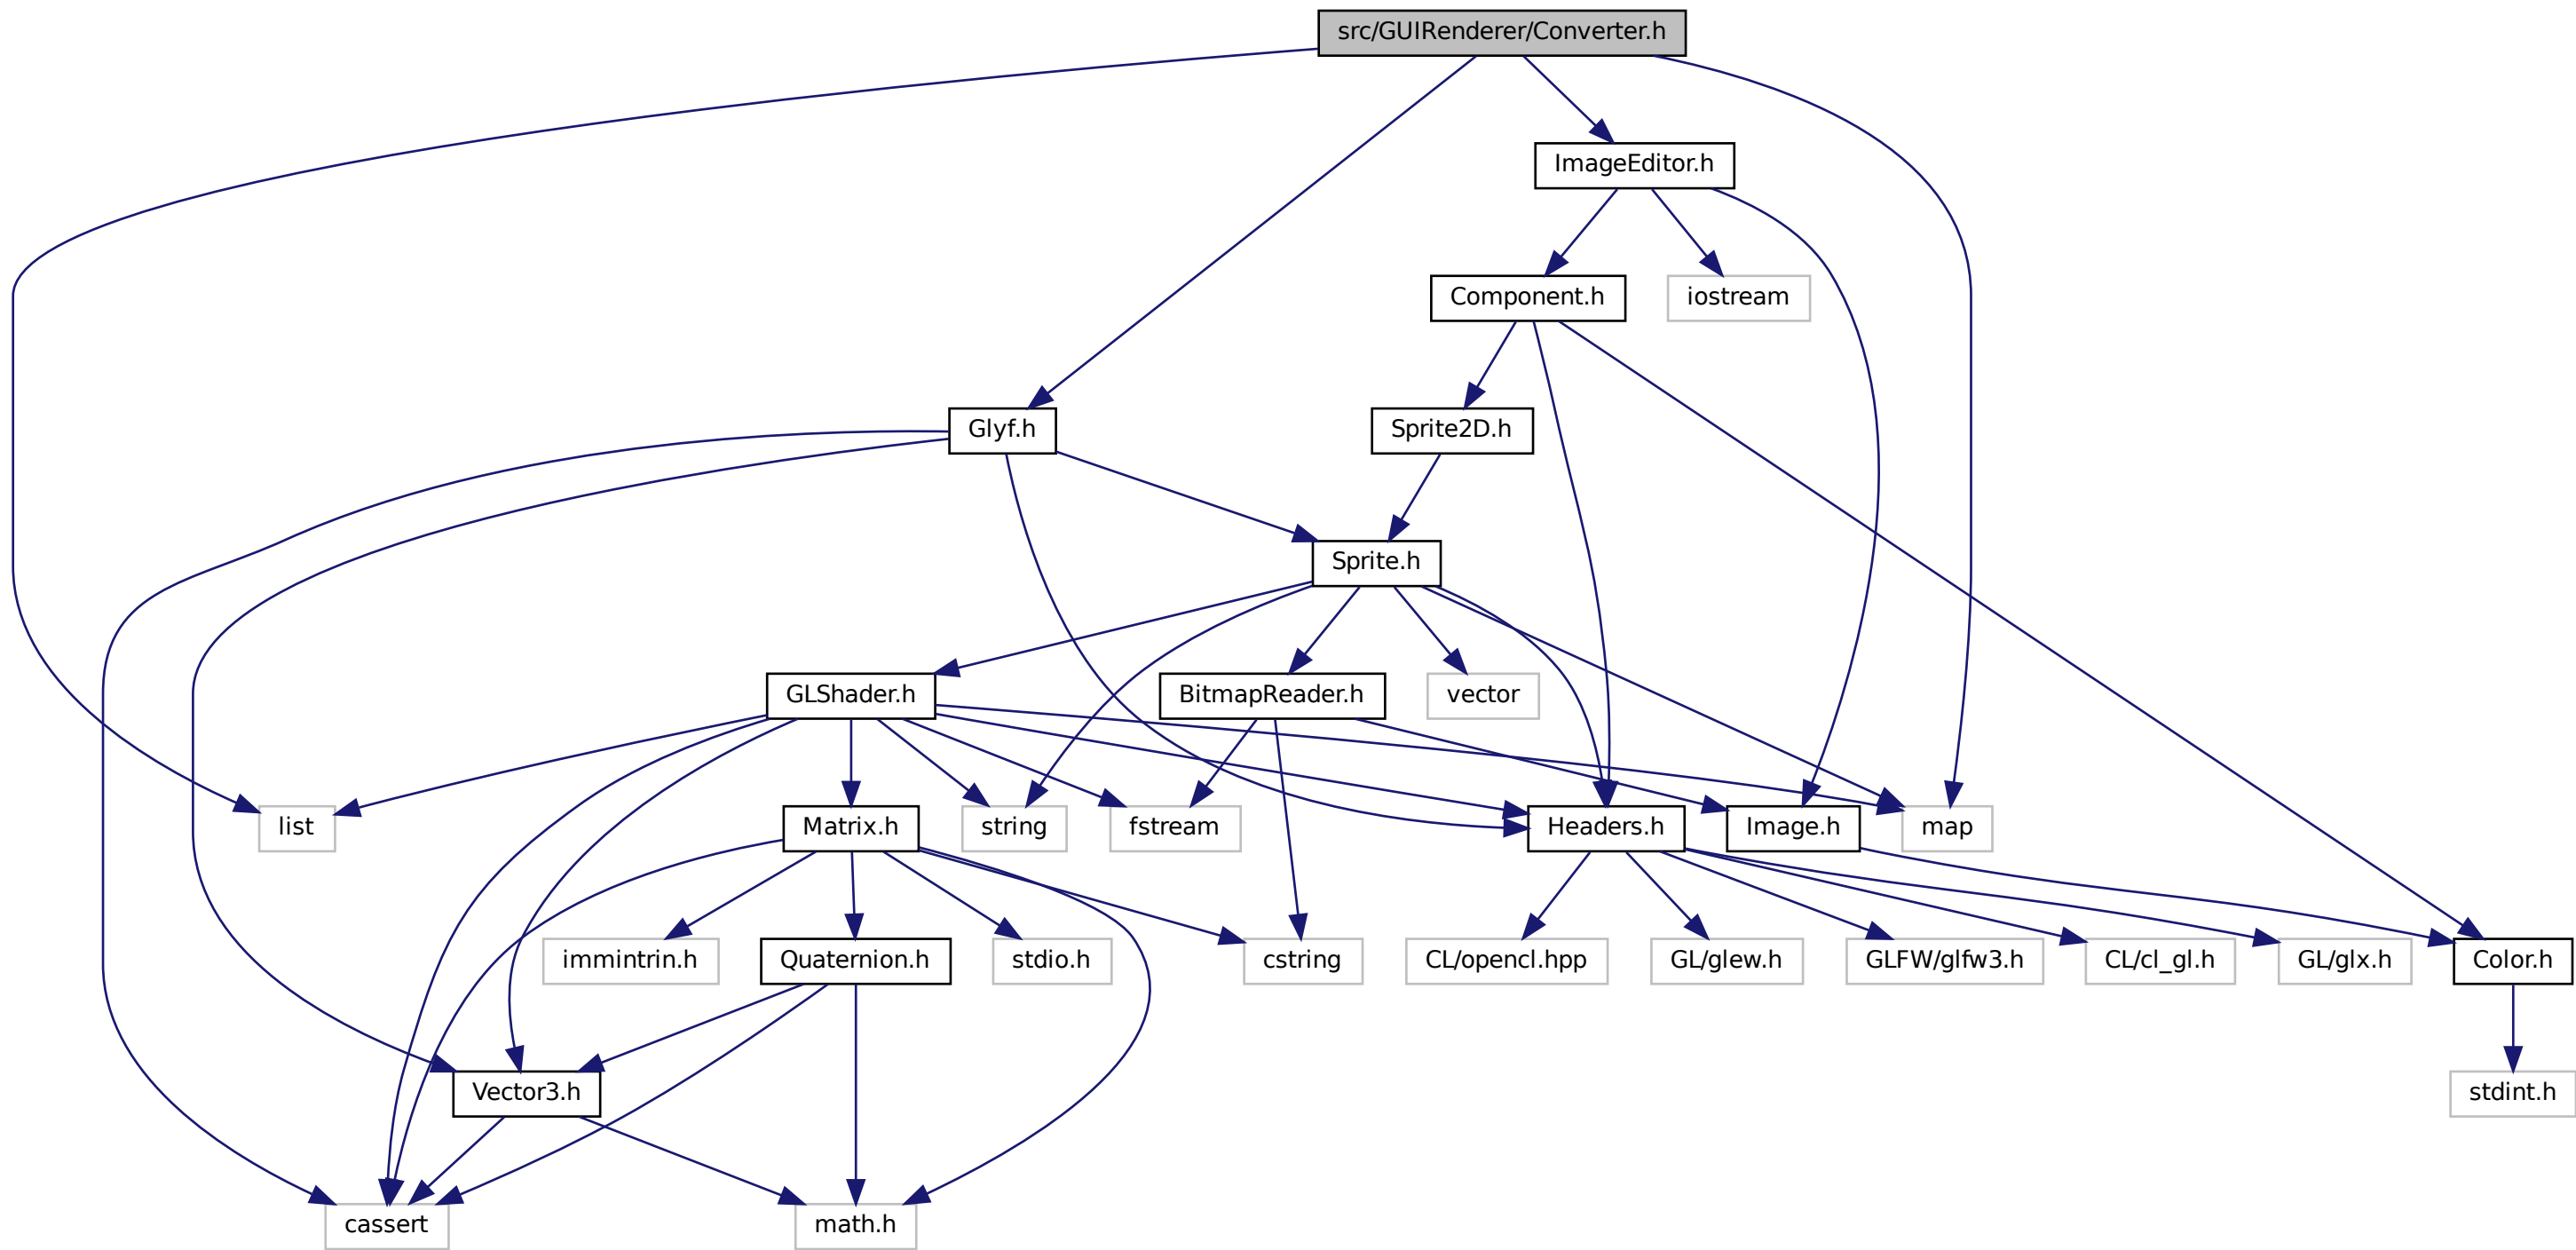 src/GUIRenderer/Converter.h
ImageEditor.h
Component.h
iostream
Glyf.h
Sprite2D.h
Sprite.h
GLShader.h
BitmapReader.h
vector
list
Matrix.h
string
fstream
Headers.h
Image.h
map
immintrin.h
Quaternion.h
stdio.h
cstring
CL/opencl.hpp
GL/glew.h
GLFW/glfw3.h
CL/cl_gl.h
GL/glx.h
Color.h
Vector3.h
stdint.h
cassert
math.h